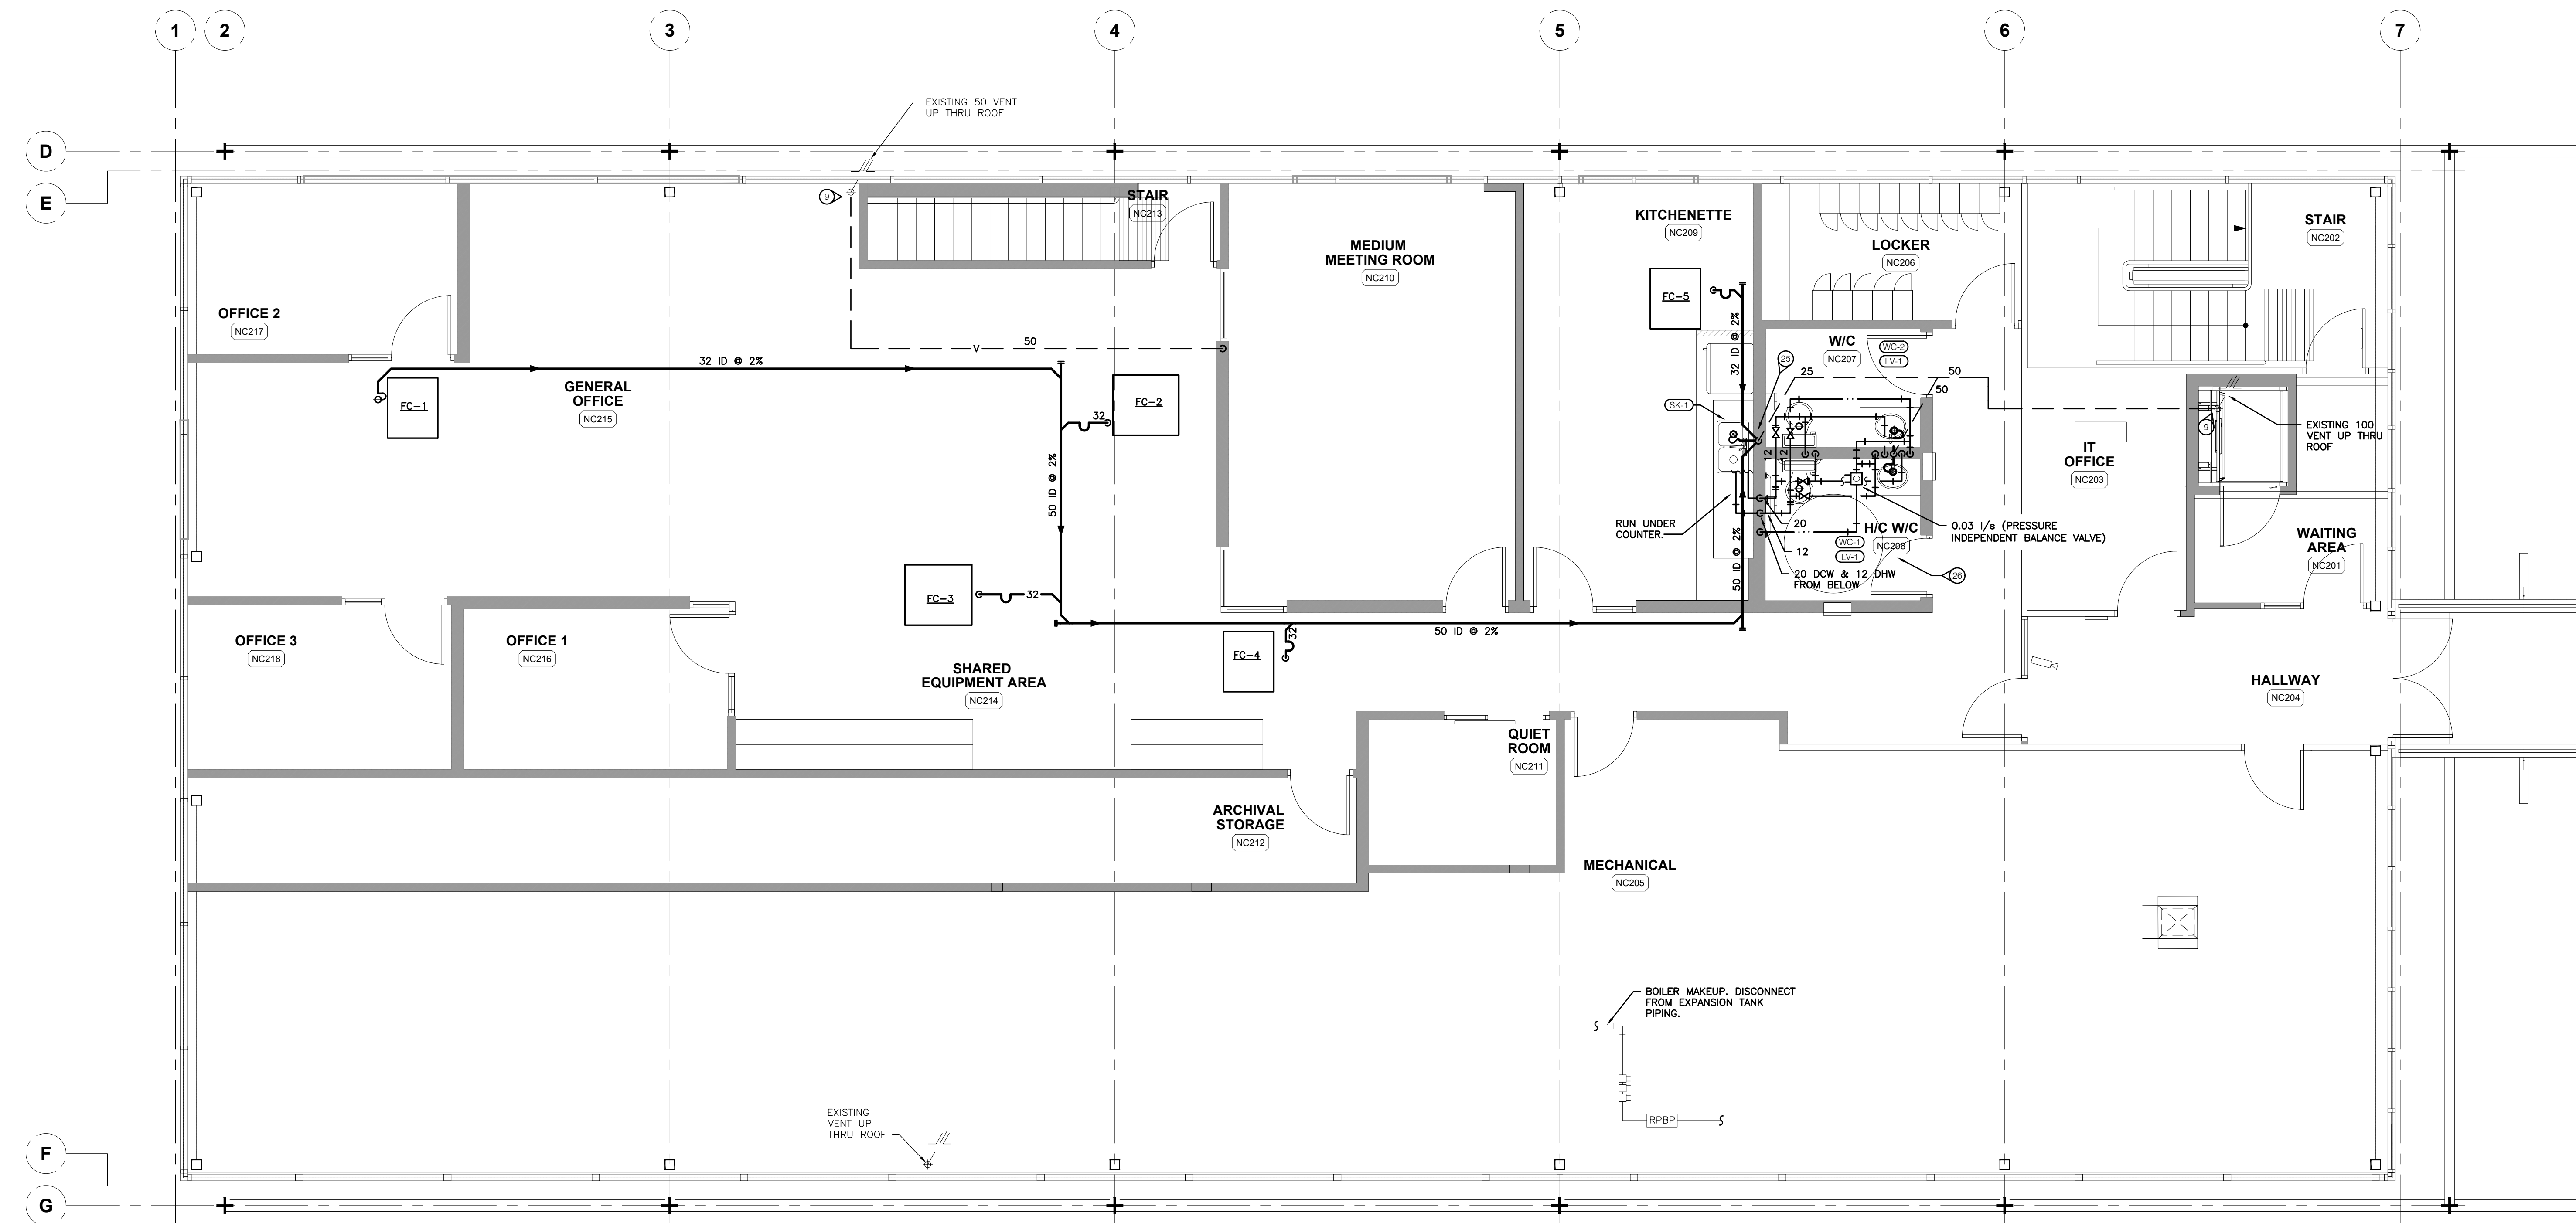 1
2
3
4
5
6
7
D
E
F
G
EXISTING 50 VENT
UP THRU ROOF
9
STAIR
NC213
KITCHENETTE
NC209
MEDIUM
MEETING ROOM
NC210
LOCKER
NC206
STAIR
NC202
OFFICE 2
NC217
FC-5
32 ID @ 2%
W/C
NC207
WC-2
LV-1
25
25
50
50
V
50
32 ID @ 2%
GENERAL
OFFICE
NC215
FC-1
FC-2
32
SK-1
12
12
50 ID @ 2%
IT
OFFICE
NC203
9
EXISTING 100
VENT UP THRU
ROOF
RUN UNDER
COUNTER.
20
12
20 DCW & 12 DHW
FROM BELOW
H/C W/C
NC208
WC-1
LV-1
C
0.03 l/s (PRESSURE
INDEPENDENT BALANCE VALVE)
26
WAITING
AREA
NC201
50 ID @ 2%
FC-3
32
FC-4
32
50 ID @ 2%
OFFICE 3
NC218
OFFICE 1
NC216
SHARED
EQUIPMENT AREA
NC214
HALLWAY
NC204
QUIET
ROOM
NC211
ARCHIVAL
STORAGE
NC212
MECHANICAL
NC205
BOILER MAKEUP. DISCONNECT
FROM EXPANSION TANK
PIPING.
RPBP
EXISTING
VENT UP
THRU ROOF